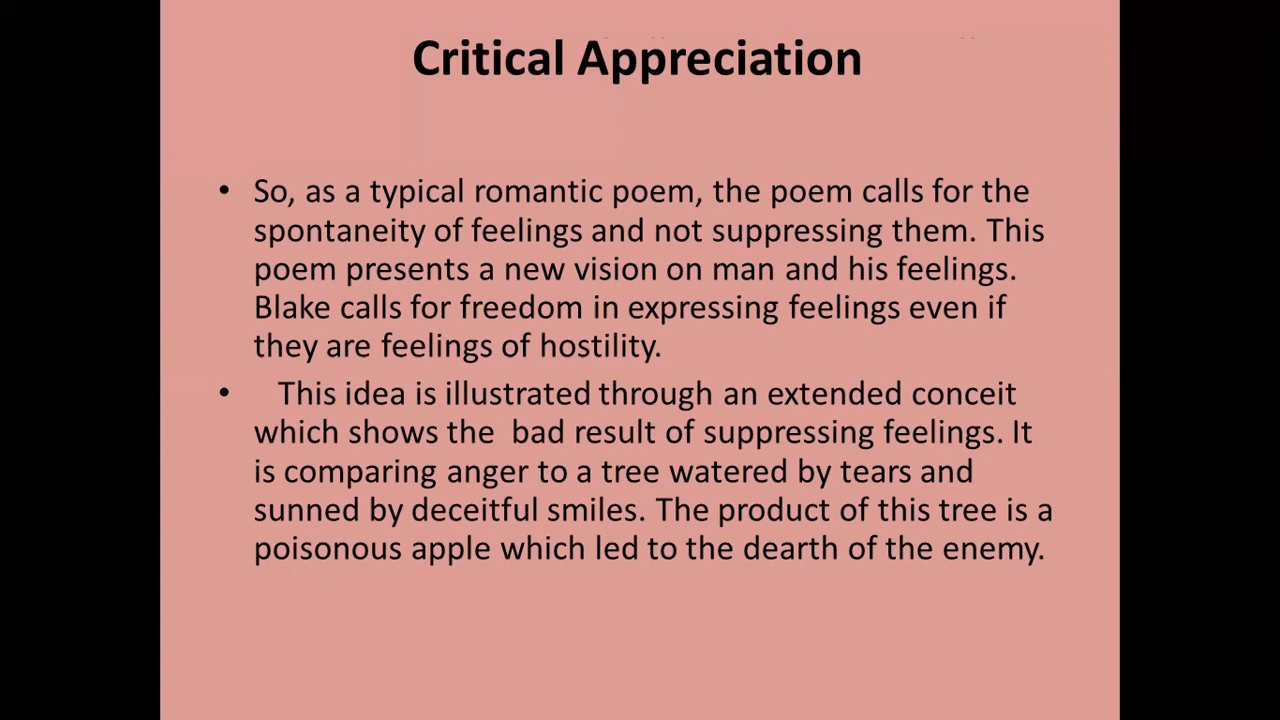 Critical Appreciation
• So, as a typical romantic poem, the poem calls for the
spontaneity of feelings and not suppressing them. This
poem presents a new vision on man and his feelings.
Blake calls for freedom in expressing feelings even if
they are feelings of hostility.
• This idea is illustrated through an extended conceit
which shows the bad result of suppressing feelings. It
is comparing anger to a tree watered by tears and
sunned by deceitful smiles. The product of this tree is a
poisonous apple which led to the dearth of the enemy.